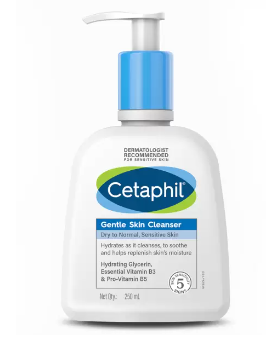 DERMATOLOGIST
RECOMMENDED
FOR SENSITIVE SKIN
Cetaphil
Gentle Skin Cleanser
Dry to Normal, Sensitive Skin
Hydrates as it cleanses, to soothe
and helps replenish skin's moisture
Hydrating Glycerin,
Essential Vitamin B3
& Pro-Vitamin B5
5
Net Qty. 250 mL